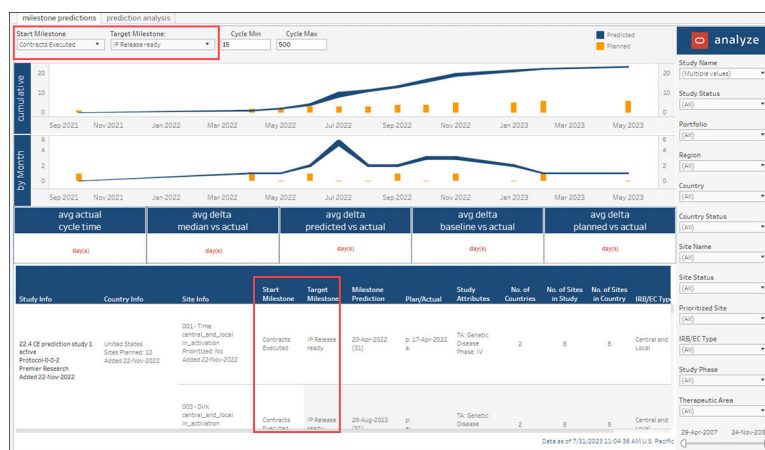 milestone predictions
prediction analysis
Start Milestone
Target Milestone:
Cycle Min
Cycle Max
Contracts Executed
IP Release ready
15
500
Predicted
Planned
analyze
cumulative
20
10
0
20
10
0
Sep 2021 Nov 2021 Jan 2022 Mar 2022 May 2022 Jul 2022 Sep 2022 Nov 2022 Jan 2023 Mar 2023 May 2023
by Month
6
4
2
0
6
4
2
0
Sep 2021 Nov 2021 Jan 2022 Mar 2022 May 2022 Jul 2022 Sep 2022 Nov 2022 Jan 2023 Mar 2023 May 2023
avg actual
cycle time
day(s)
avg delta
median vs actual
day(s)
avg delta
predicted vs actual
day(s)
avg delta
baseline vs actual
day(s)
avg delta
planned vs actual
day(s)
Study Info
Country Info
Site Info
Start
Milestone
Target
Milestone
Milestone
Prediction
Plan/Actual
Study
Attributes
No. of
Countries
No. of Sites
in Study
No. of Sites
in Country
IRB/EC Type
22.4 CE prediction study 1
active
Protocol-0-0-2
Premier Research
Added 22-Nov-2022
United States
Sites Planned: 10
Added 22-Nov-2022
001 - Time
central_and_local
in_activation
Prioritized: No
Added 22-Nov-2022
Contracts
Executed
IP Release
ready
20-Apr-2022
(31)
p: 17-Apr-2022
a:
TA: Genetic
Disease
Phase: IV
2
8
8
Central and
Local
003 - Dirk
central_and_local
in_activation
Contracts
Executed
IP Release
ready
28-Aug-2022
(31)
p:
a:
TA: Genetic
Disease
2
8
8
Central and
Local
Data as of 7/31/2023 11:04:36 AM U.S. Pacific
Study Name
(Multiple values)
Study Status
(All)
Portfolio
(All)
Region
(All)
Country
(All)
Country Status
(All)
Site Name
(All)
Site Status
(All)
Prioritized Site
(All)
IRB/EC Type
(All)
Study Phase
(All)
Therapeutic Area
(All)
29-Apr-2007